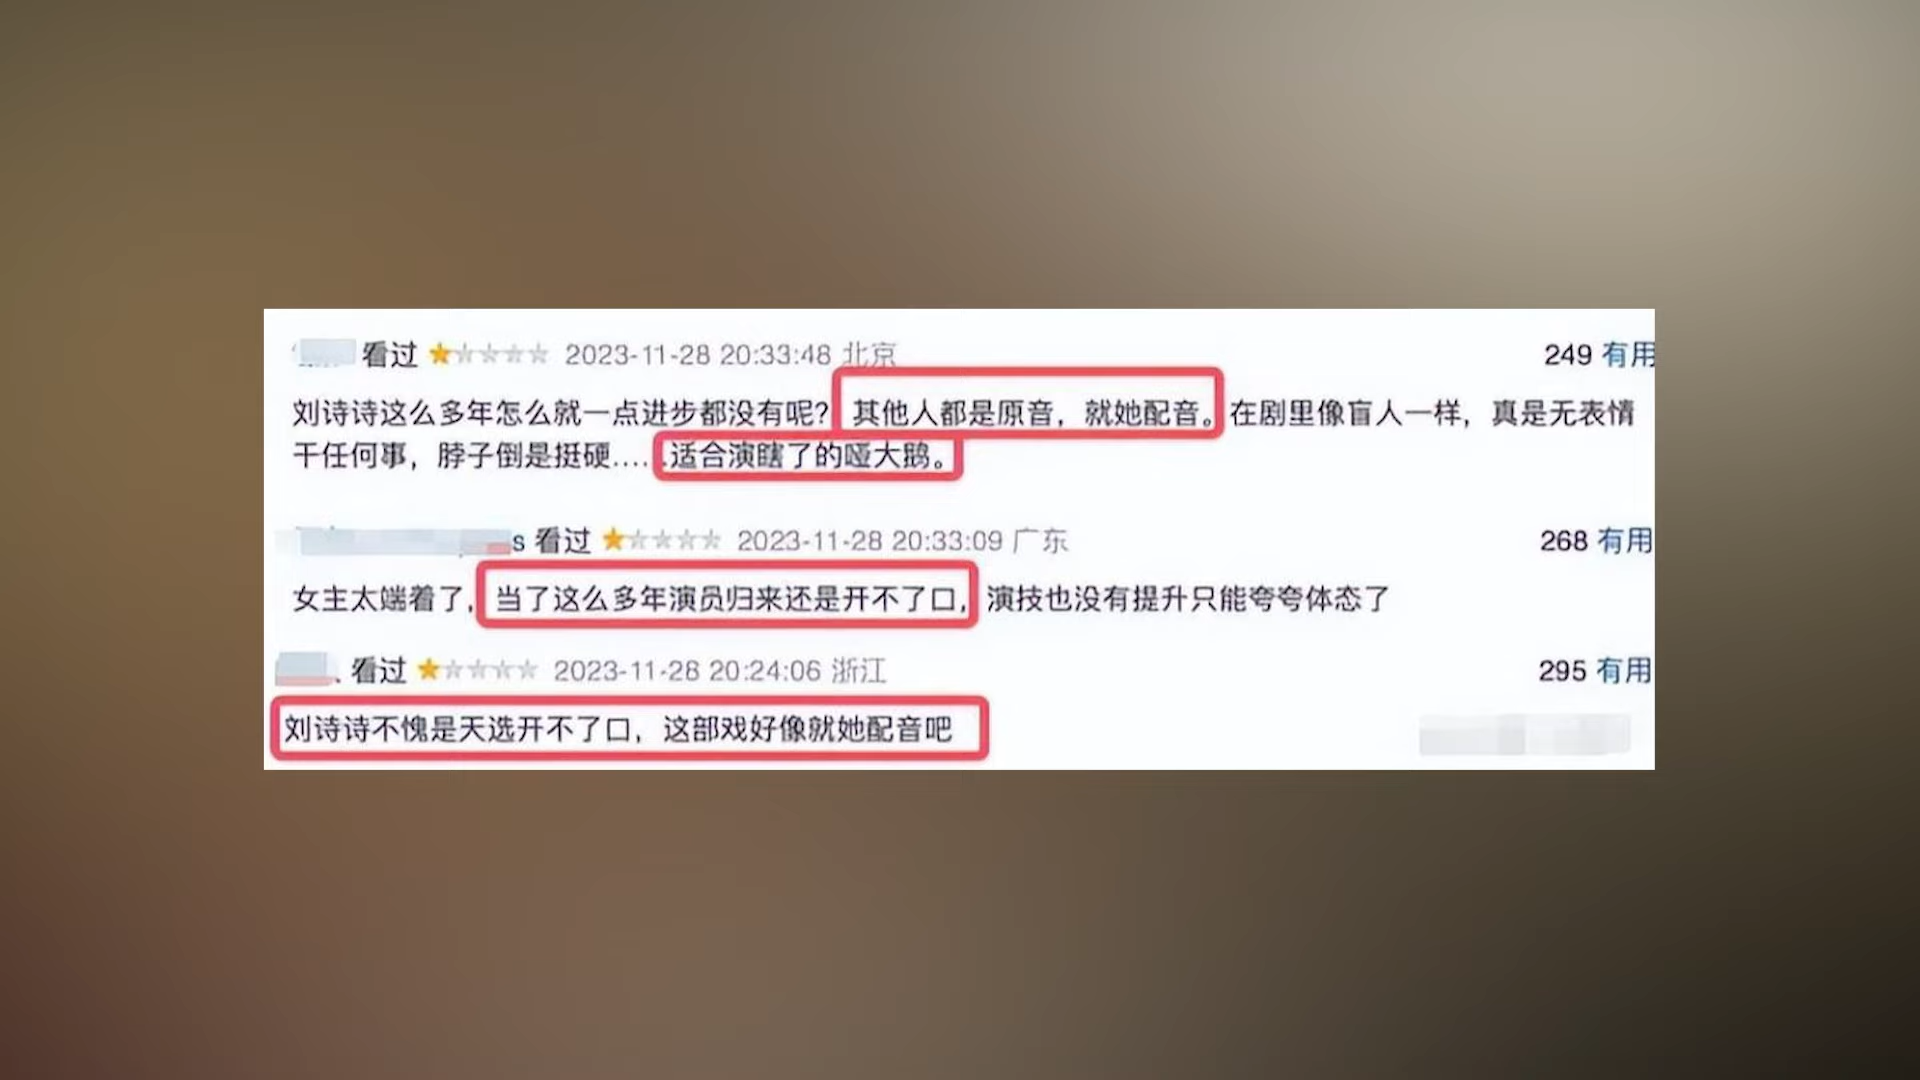 看过 2023-11-28 20:33:48 北京 249 有用
刘诗诗这么多年怎么就一点进步都没有呢？其他人都是原音，就她配音。在剧里像盲人一样，真是无表情
干任何事，脖子倒是挺硬.....适合演瞎了的哑大鹅。
s 看过 2023-11-28 20:33:09 广东 268 有用
女主太端着了，当了这么多年演员归来还是开不了口，演技也没有提升只能夸夸体态了
看过 2023-11-28 20:24:06 浙江 295 有用
刘诗诗不愧是天选开不了口，这部戏好像就她配音吧